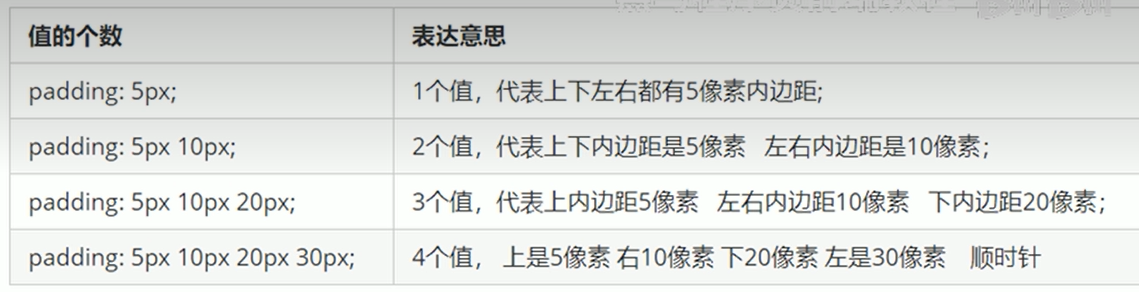 值的个数 表达意思
padding: 5px; 1个值，代表上下左右都有5像素内边距;
padding: 5px 10px; 2个值，代表上下内边距是5像素 左右内边距是10像素；
padding: 5px 10px 20px; 3个值，代表上内边距5像素 左右内边距10像素 下内边距20像素；
padding: 5px 10px 20px 30px; 4个值， 上是5像素 右10像素 下20像素 左是30像素 顺时针